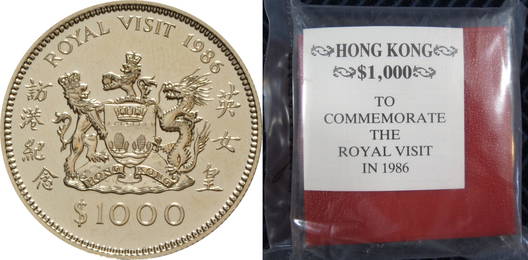 ROYAL VISIT 1986
英女皇
訪港紀念
HONG KONG
$1000
HONG KONG
$1,000
TO
COMMEMORATE
THE
ROYAL VISIT
IN 1986